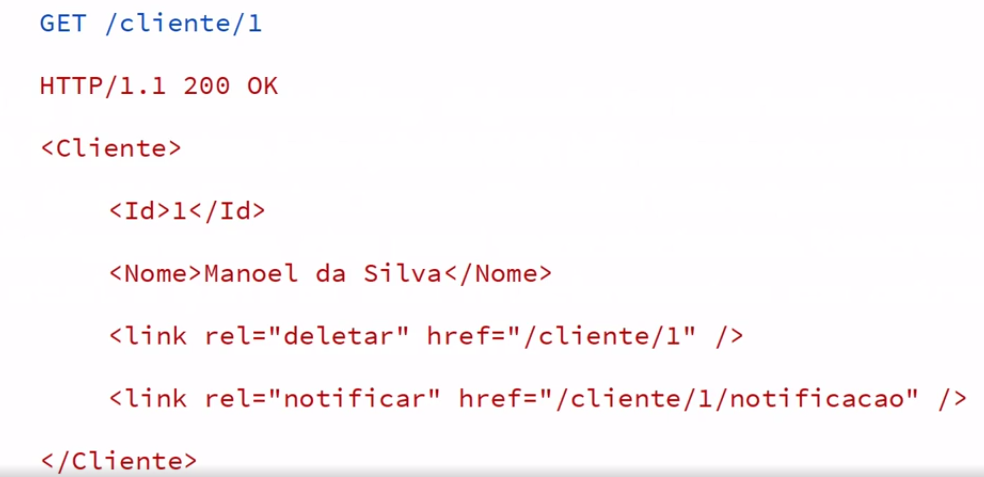 GET /cliente/1
HTTP/1.1 200 OK
<Cliente>
<Id>1</Id>
<Nome>Manoel da Silva</Nome>
<link rel="deletar" href="/cliente/1" />
<link rel="notificar" href="/cliente/1/notificacao" />
</Cliente>